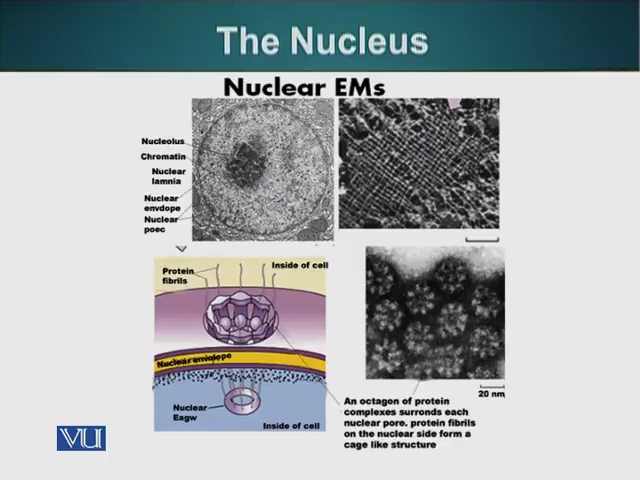 The Nucleus
Nuclear EMs
Nucleolus
Chromatin
Nuclear
lamnia
Nuclear
envdope
Nuclear
poec
Protein
fibrils
Inside of cell
Nuclear envolope
Nuclear
Eagw
Inside of cell
20 nm
An octagon of protein
complexes surronds each
nuclear pore. protein fibrils
on the nuclear side form a
cage like structure
VU